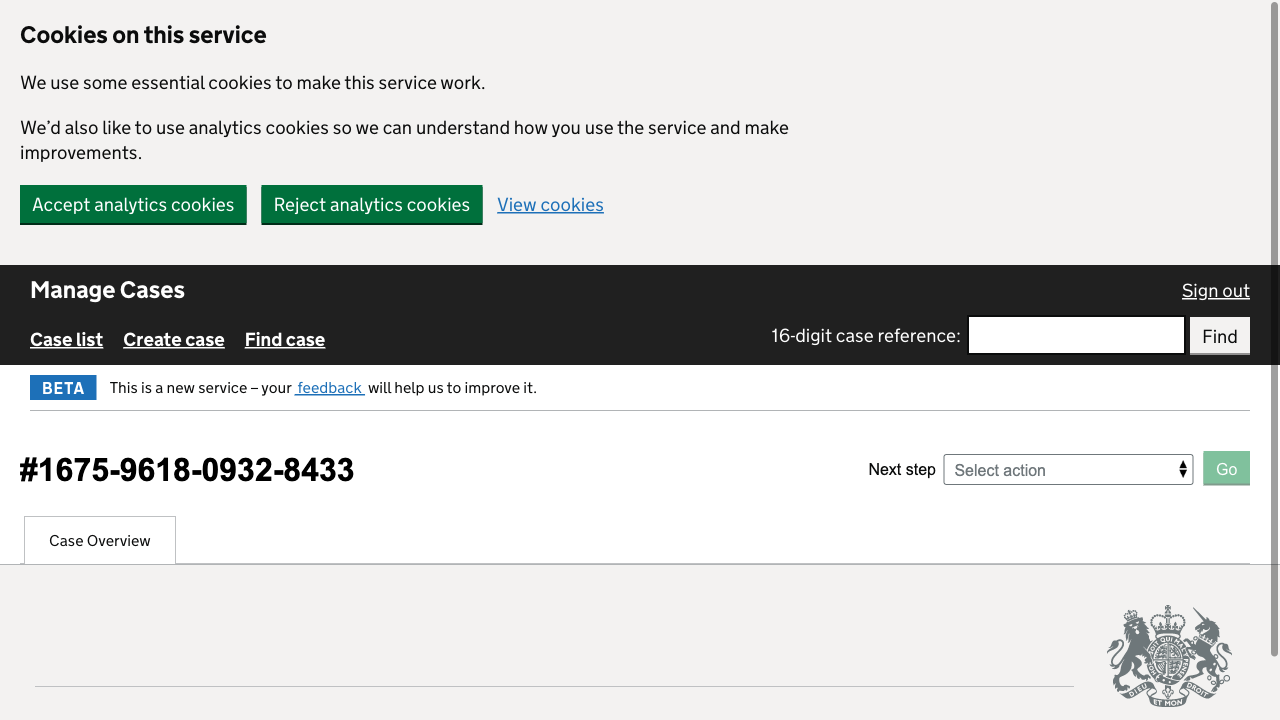 Cookies on this service
We use some essential cookies to make this service work.
We’d also like to use analytics cookies so we can understand how you use the service and make
improvements.
Accept analytics cookies Reject analytics cookies View cookies
Manage Cases Sign out
Case list Create case Find case 16-digit case reference: Find
BETA This is a new service – your feedback will help us to improve it.
#1675-9618-0932-8433 Next step Select action Go
Case Overview
DIEU ET MON DROIT